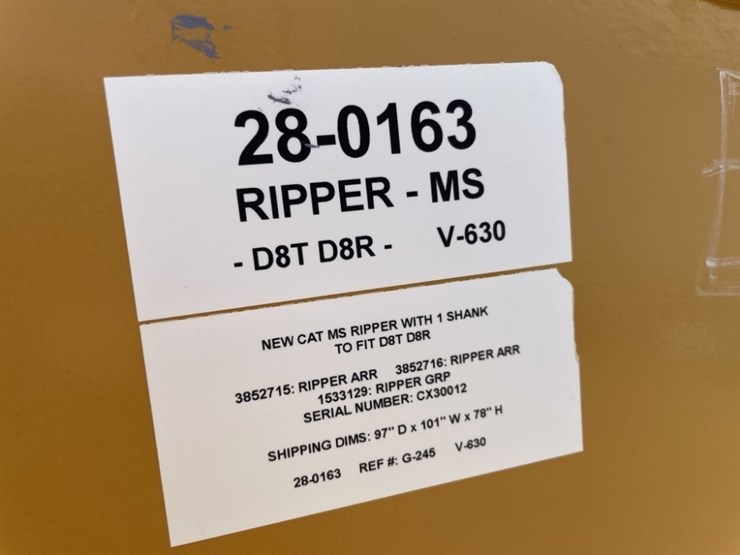 28-0163
RIPPER - MS
- D8T D8R - V-630
NEW CAT MS RIPPER WITH 1 SHANK
TO FIT D8T D8R
3852715: RIPPER ARR 3852716: RIPPER ARR
1533129: RIPPER GRP
SERIAL NUMBER: CX30012
SHIPPING DIMS: 97" D x 101" W x 78" H
28-0163 REF #: G-245 V-630